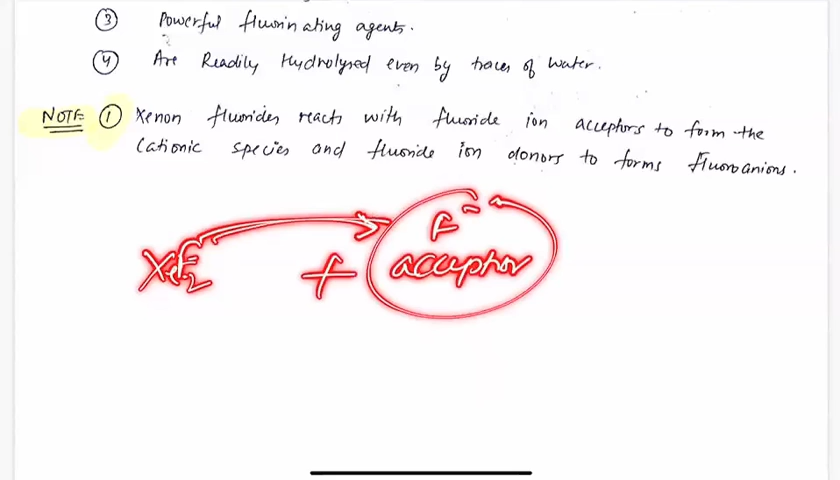 ③ Powerful fluorinating agents.
④ Are Readily Hydrolysed even by traces of water.
NOTE ① Xenon fluorides reacts with fluoride ion acceptors to form the
Cationic species and fluoride ion donors to forms fluoroanions.
XeF₂ + F⁻
acceptor